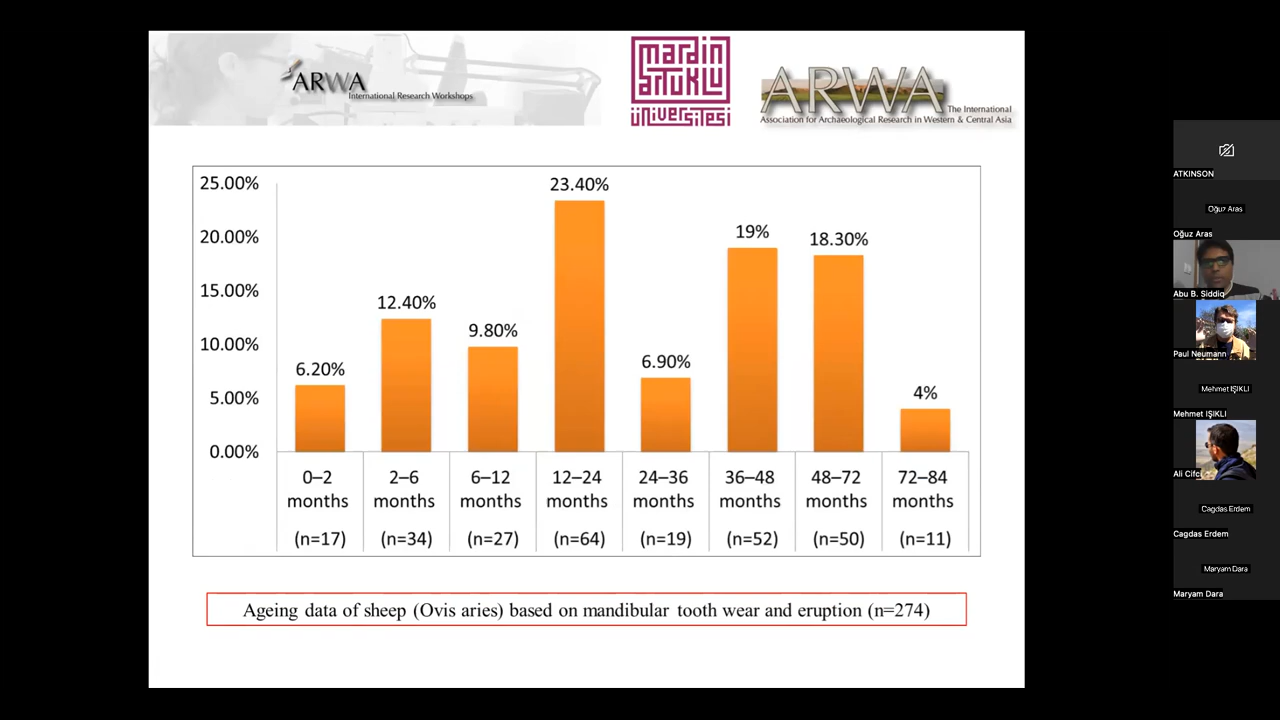 ARWA
International Research Workshops
mardin
artuklu
üniversitesi
ARWA
The International
Association for Archaeological Research in Western & Central Asia
25.00%
20.00%
15.00%
10.00%
5.00%
0.00%
6.20%
12.40%
9.80%
23.40%
6.90%
19%
18.30%
4%
0–2 months (n=17)
2–6 months (n=34)
6–12 months (n=27)
12–24 months (n=64)
24–36 months (n=19)
36–48 months (n=52)
48–72 months (n=50)
72–84 months (n=11)
Ageing data of sheep (Ovis aries) based on mandibular tooth wear and eruption (n=274)
ATKINSON
Oğuz Aras
Oğuz Aras
Abu B. Siddiq
Paul Neumann
Mehmet IŞIKLI
Mehmet IŞIKLI
Ali Cifc
Cagdas Erdem
Cagdas Erdem
Maryam Dara
Maryam Dara